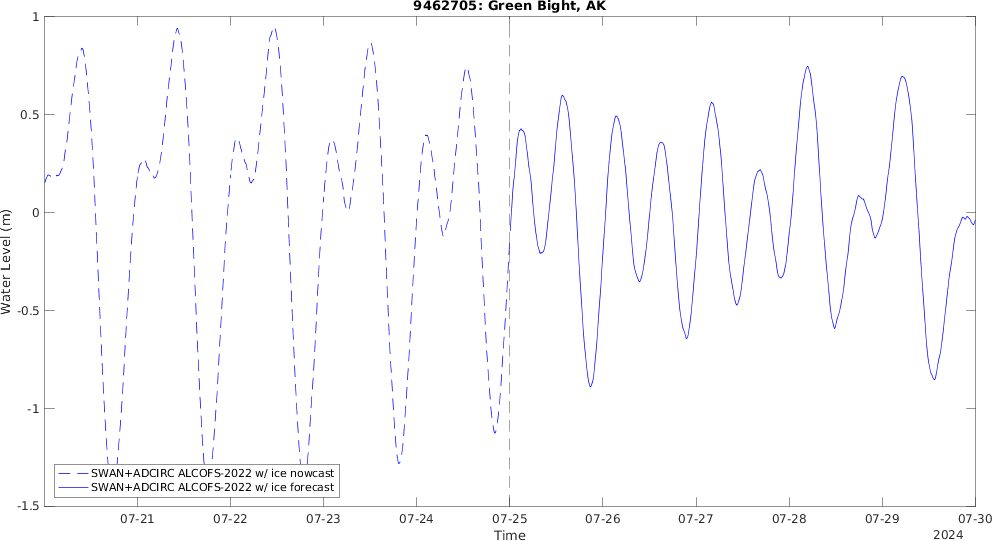 9462705: Green Bight, AK
1
0.5
0
-0.5
-1
-1.5
Water Level (m)
SWAN+ADCIRC ALCOFS-2022 w/ ice nowcast
SWAN+ADCIRC ALCOFS-2022 w/ ice forecast
07-21 07-22 07-23 07-24 07-25 07-26 07-27 07-28 07-29 07-30
Time
2024